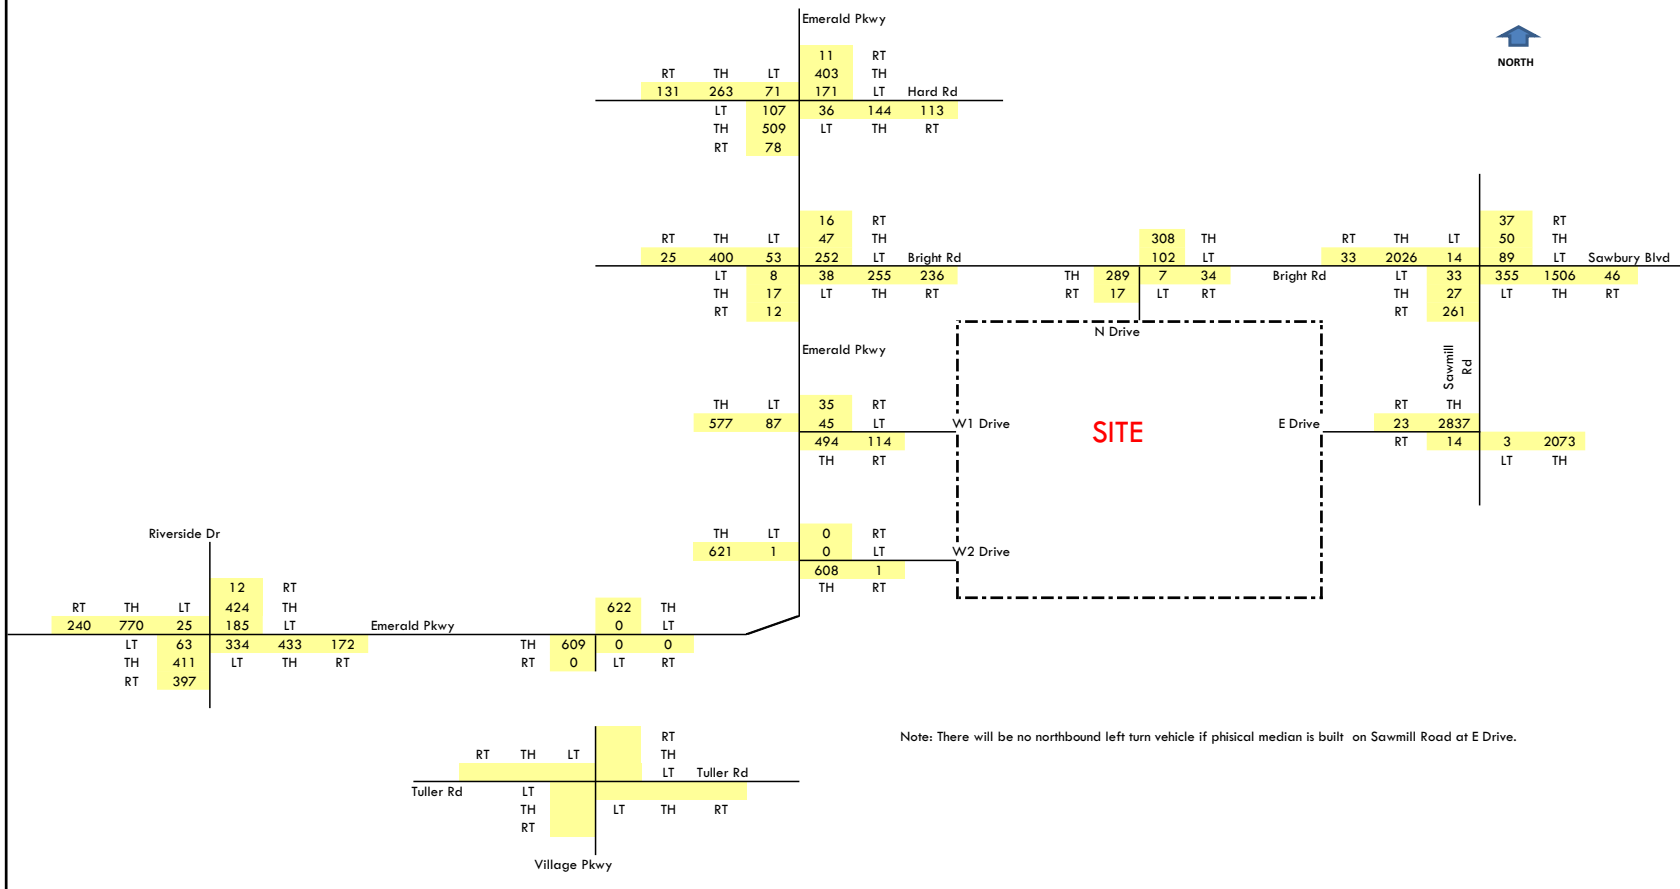 Emerald Pkwy
NORTH
11 RT
RT TH LT 403 TH
131 263 71 171 LT Hard Rd
LT 107 36 144 113
TH 509 LT TH RT
RT 78
16 RT
RT TH LT 47 TH
25 400 53 252 LT Bright Rd
LT 8 38 255 236
TH 17 LT TH RT
RT 12
308 TH
102 LT
TH 289 7 34 Bright Rd
RT 17 LT RT
N Drive
37 RT
RT TH LT 50 TH
33 2026 14 89 LT Sawbury Blvd
LT 33 355 1506 46
TH 27 LT TH RT
RT 261
Emerald Pkwy
Sawmill
Rd
TH LT 35 RT
577 87 45 LT W1 Drive
494 114
TH RT
SITE
RT TH
E Drive 23 2837
RT 14 3 2073
LT TH
TH LT 0 RT
621 1 0 LT W2 Drive
608 1
TH RT
Riverside Dr
12 RT
RT TH LT 424 TH
240 770 25 185 LT Emerald Pkwy
LT 63 334 433 172
TH 411 LT TH RT
RT 397
622 TH
0 LT
TH 609 0 0
RT 0 LT RT
Note: There will be no northbound left turn vehicle if phisical median is built on Sawmill Road at E Drive.
RT
RT TH LT TH
LT Tuller Rd
Tuller Rd LT
TH LT TH RT
RT
Village Pkwy